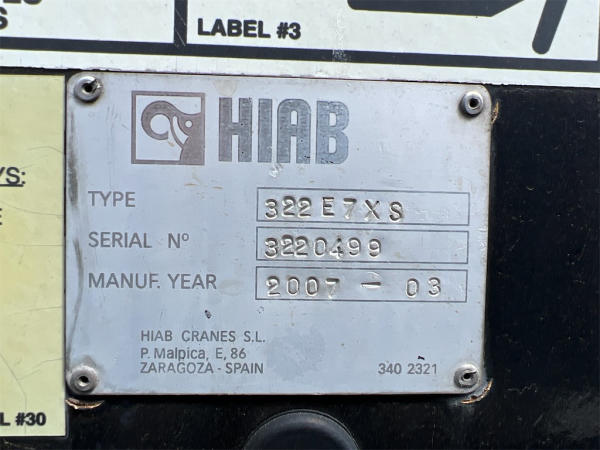 S
LABEL #3
HIAB
YS:
E
TYPE 322E7XS
SERIAL Nº 3220499
MANUF. YEAR 2007 - 03
HIAB CRANES S.L.
P. Malpica, E, 86
ZARAGOZA - SPAIN 340 2321
L #30